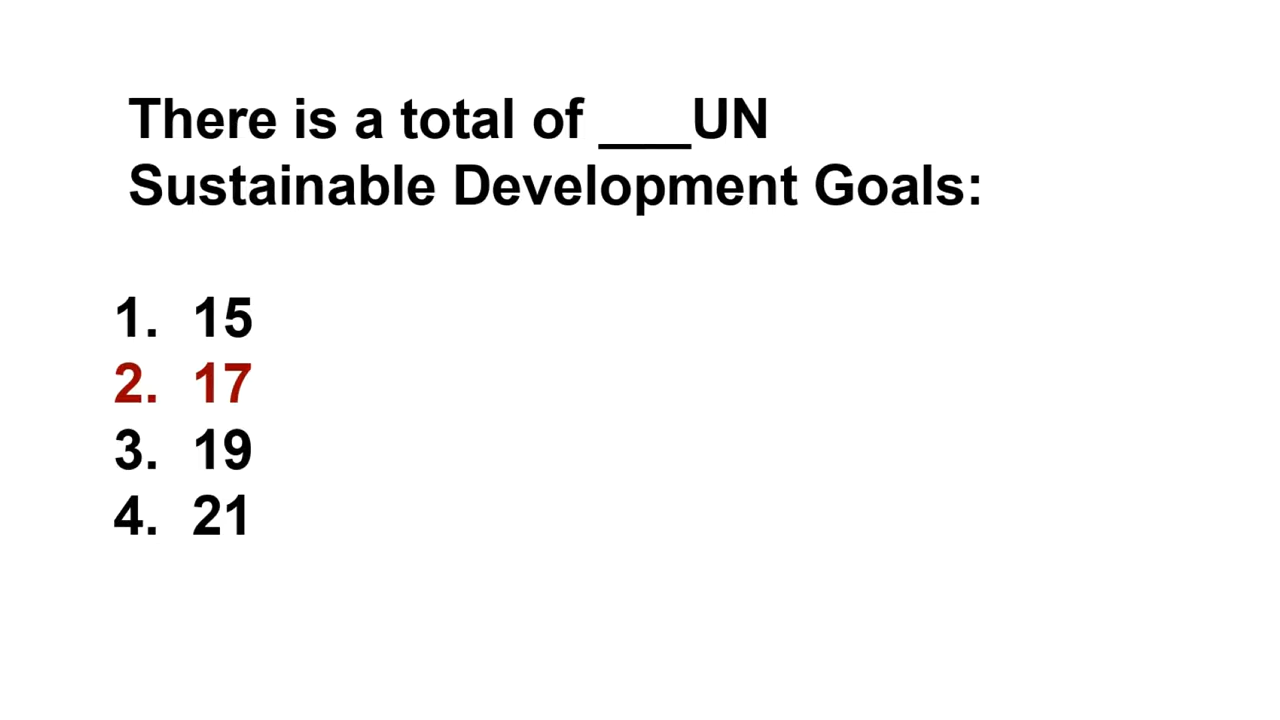 There is a total of ___UN
Sustainable Development Goals:
1. 15
2. 17
3. 19
4. 21